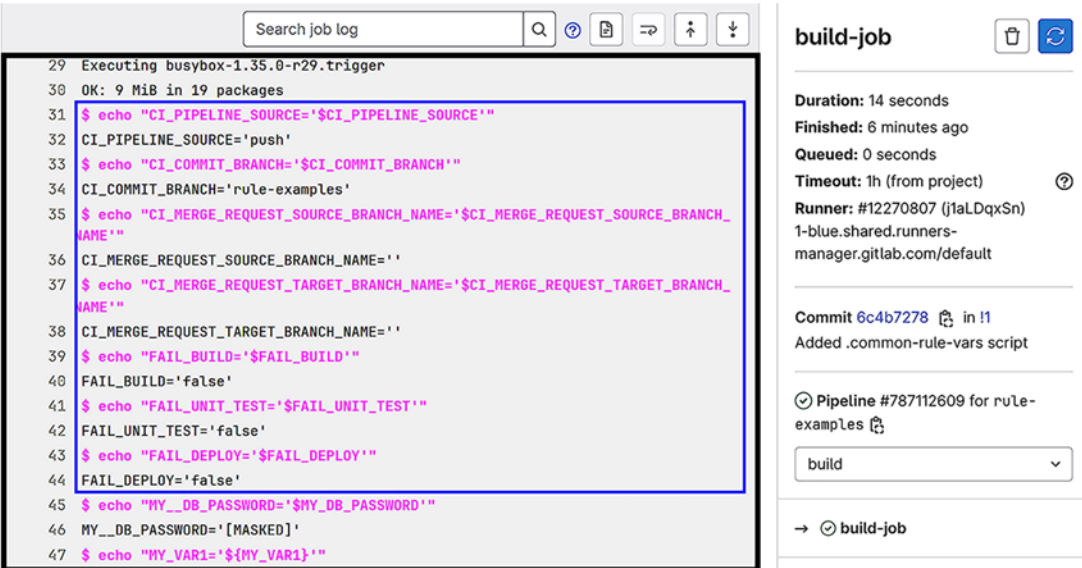 Search job log
29 Executing busybox-1.35.0-r29.trigger
30 OK: 9 MiB in 19 packages
31 $ echo "CI_PIPELINE_SOURCE='$CI_PIPELINE_SOURCE'"
32 CI_PIPELINE_SOURCE='push'
33 $ echo "CI_COMMIT_BRANCH='$CI_COMMIT_BRANCH'"
34 CI_COMMIT_BRANCH='rule-examples'
35 $ echo "CI_MERGE_REQUEST_SOURCE_BRANCH_NAME='$CI_MERGE_REQUEST_SOURCE_BRANCH_
NAME'"
36 CI_MERGE_REQUEST_SOURCE_BRANCH_NAME=''
37 $ echo "CI_MERGE_REQUEST_TARGET_BRANCH_NAME='$CI_MERGE_REQUEST_TARGET_BRANCH_
NAME'"
38 CI_MERGE_REQUEST_TARGET_BRANCH_NAME=''
39 $ echo "FAIL_BUILD='$FAIL_BUILD'"
40 FAIL_BUILD='false'
41 $ echo "FAIL_UNIT_TEST='$FAIL_UNIT_TEST'"
42 FAIL_UNIT_TEST='false'
43 $ echo "FAIL_DEPLOY='$FAIL_DEPLOY'"
44 FAIL_DEPLOY='false'
45 $ echo "MY__DB_PASSWORD='$MY_DB_PASSWORD'"
46 MY__DB_PASSWORD='[MASKED]'
47 $ echo "MY_VAR1='${MY_VAR1}'"
build-job
Duration: 14 seconds
Finished: 6 minutes ago
Queued: 0 seconds
Timeout: 1h (from project)
Runner: #12270807 (j1aLDqxSn)
1-blue.shared.runners-
manager.gitlab.com/default
Commit 6c4b7278 in !1
Added .common-rule-vars script
Pipeline #787112609 for rule-
examples
build
→ build-job